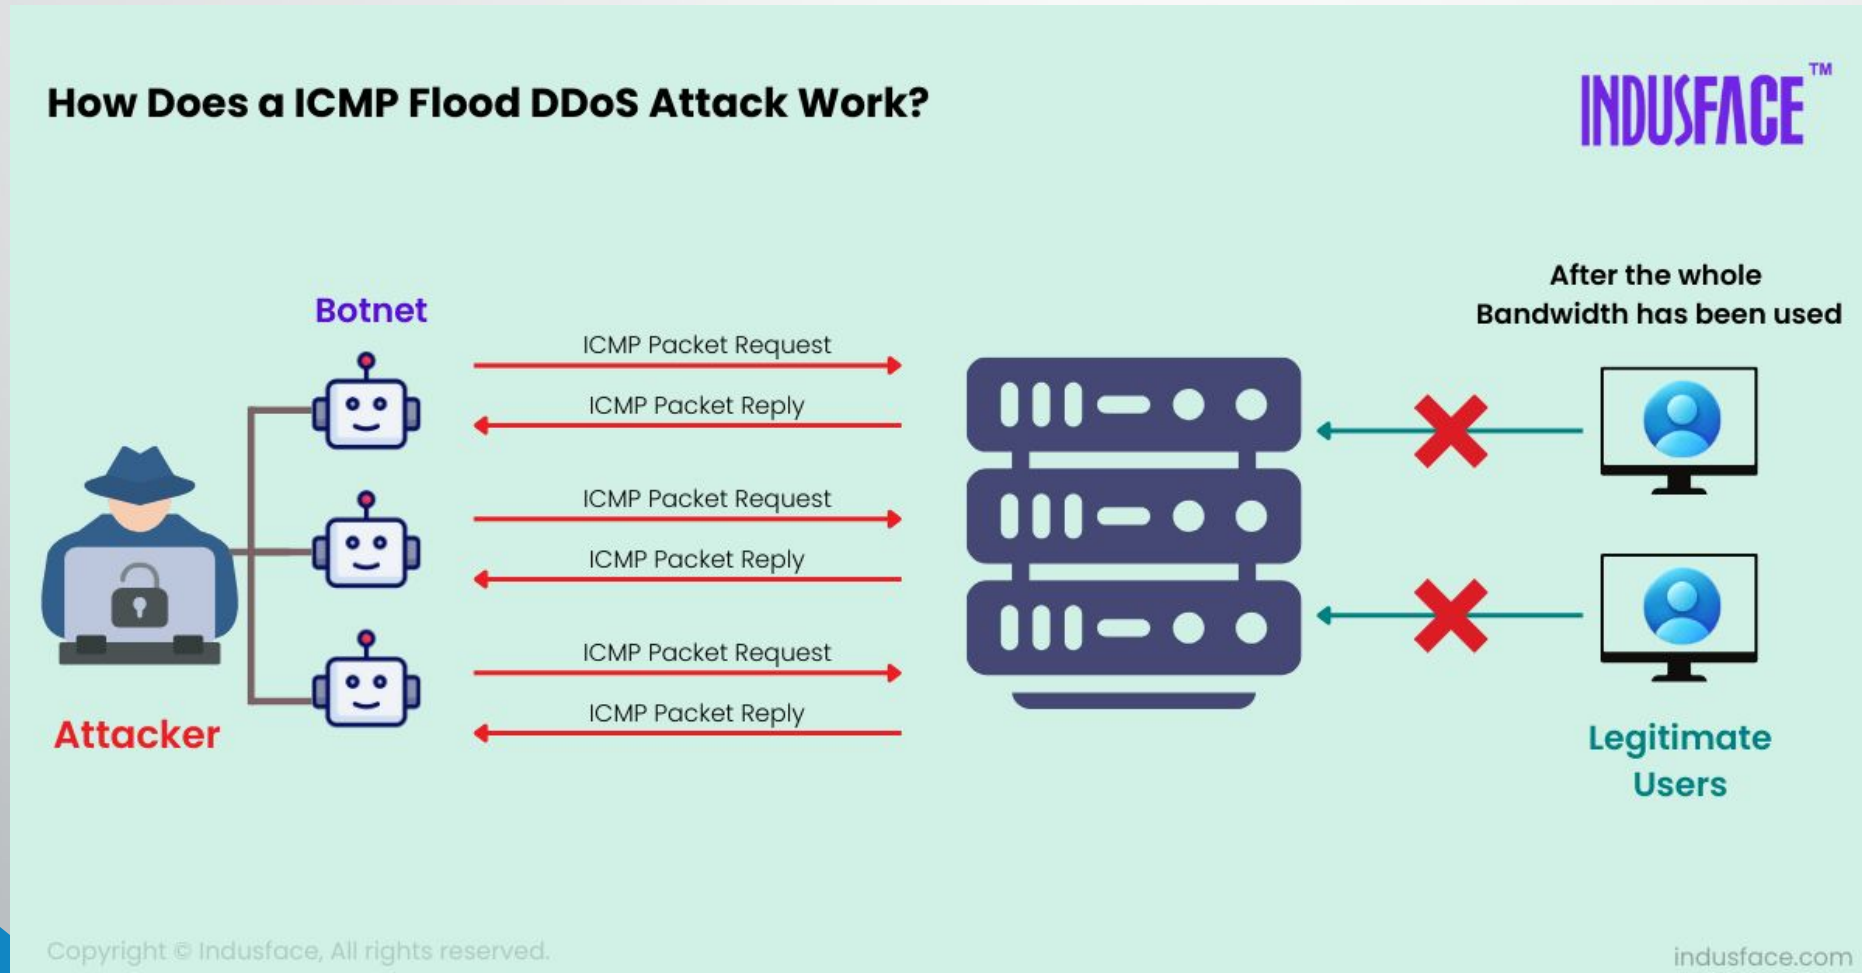 How Does a ICMP Flood DDoS Attack Work?
INDUSFACE™
After the whole
Bandwidth has been used
Botnet
ICMP Packet Request
ICMP Packet Reply
ICMP Packet Request
ICMP Packet Reply
ICMP Packet Request
ICMP Packet Reply
Attacker
Legitimate
Users
Copyright © Indusface, All rights reserved.
indusface.com